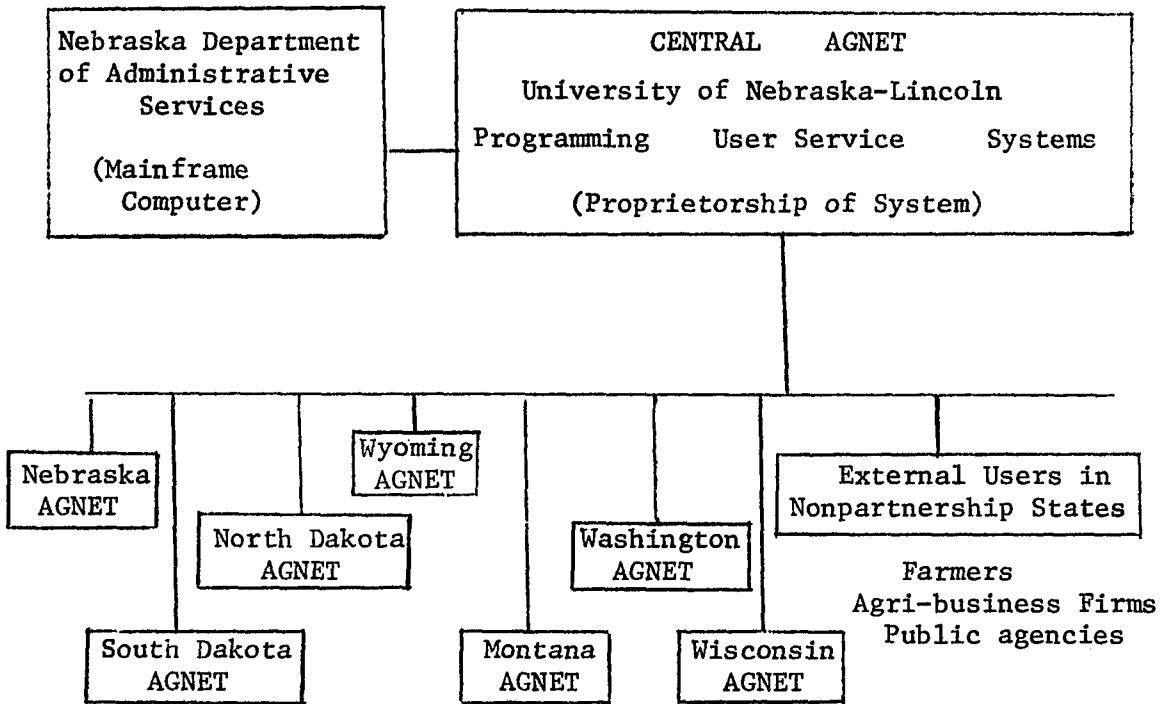 Nebraska Department
of Administrative
Services
(Mainframe
Computer)
CENTRAL AGNET
University of Nebraska-Lincoln
Programming User Service Systems
(Proprietorship of System)
Nebraska
AGNET
South Dakota
AGNET
North Dakota
AGNET
Wyoming
AGNET
Montana
AGNET
Washington
AGNET
Wisconsin
AGNET
External Users in
Nonpartnership States
Farmers
Agri-business Firms
Public agencies